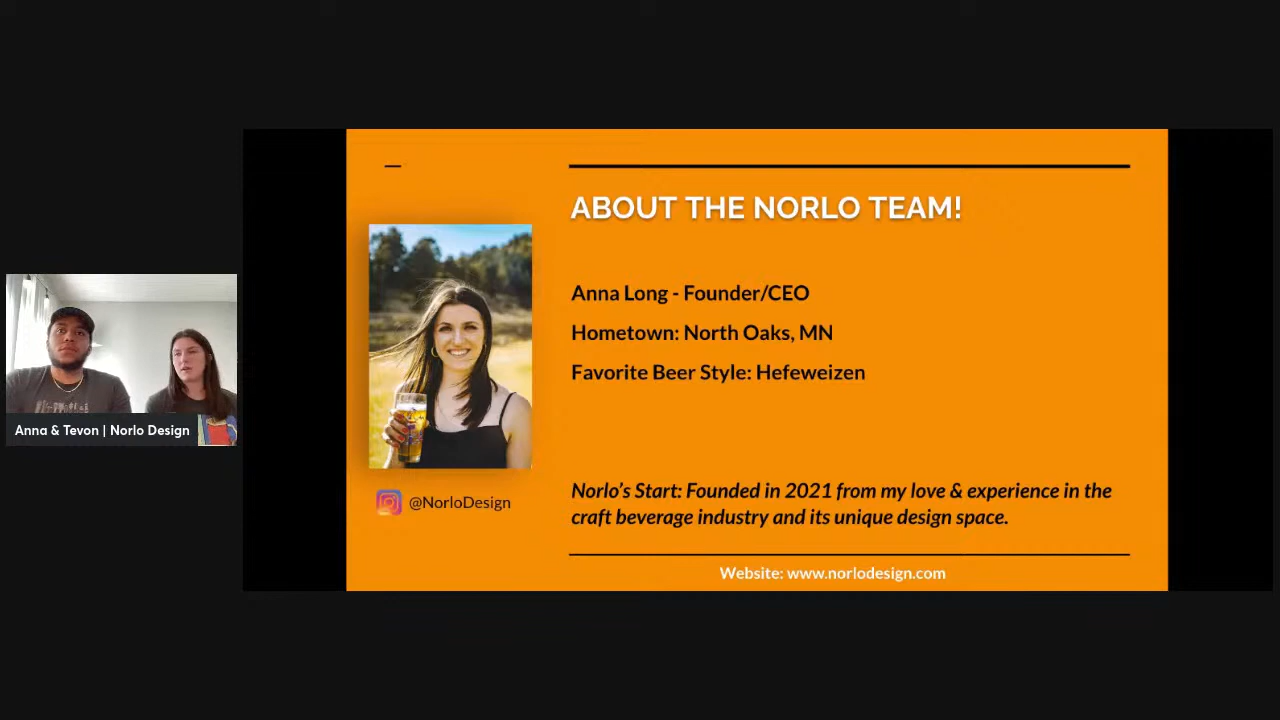 ABOUT THE NORLO TEAM!
Anna Long - Founder/CEO
Hometown: North Oaks, MN
Favorite Beer Style: Hefeweizen
@NorloDesign
Norlo's Start: Founded in 2021 from my love & experience in the
craft beverage industry and its unique design space.
Website: www.norlodesign.com
Anna & Tevon | Norlo Design